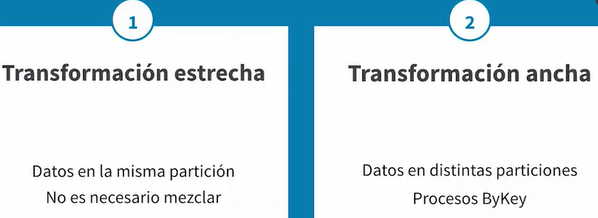 1
Transformación estrecha
Datos en la misma partición
No es necesario mezclar
2
Transformación ancha
Datos en distintas particiones
Procesos ByKey